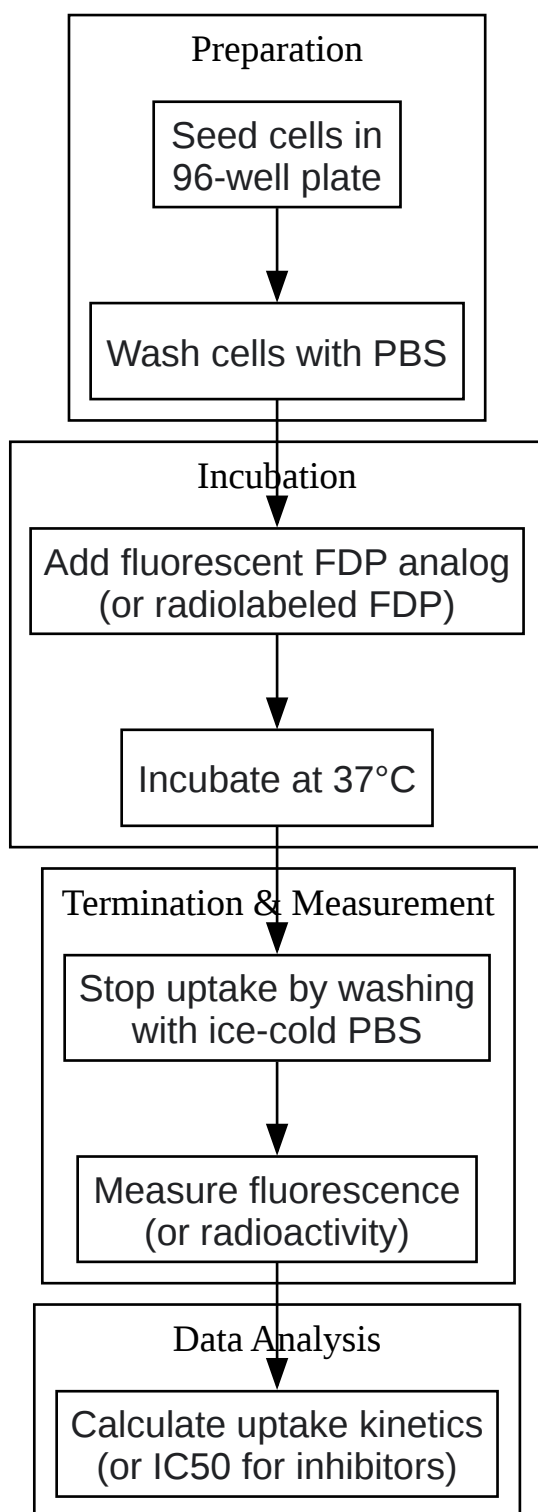 Preparation
Seed cells in
96-well plate
Wash cells with PBS
Incubation
Add fluorescent FDP analog
(or radiolabeled FDP)
Incubate at 37°C
Termination & Measurement
Stop uptake by washing
with ice-cold PBS
Measure fluorescence
(or radioactivity)
Data Analysis
Calculate uptake kinetics
(or IC50 for inhibitors)